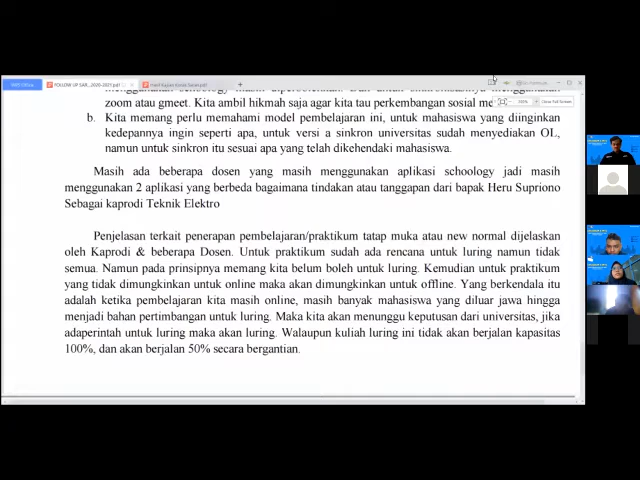 FOLLOW UP SAR...2020-2021.pdf
zoom atau gmeet. Kita ambil hikmah saja agar kita tau perkembangan sosial me
b. Kita memang perlu memahami model pembelajaran ini, untuk mahasiswa yang diinginkan
kedepannya ingin seperti apa, untuk versi a sinkron universitas sudah menyediakan OL,
namun untuk sinkron itu sesuai apa yang telah dikehendaki mahasiswa.
Masih ada beberapa dosen yang masih menggunakan aplikasi schoology jadi masih
menggunakan 2 aplikasi yang berbeda bagaimana tindakan atau tanggapan dari bapak Heru Supriono
Sebagai kaprodi Teknik Elektro
Penjelasan terkait penerapan pembelajaran/praktikum tatap muka atau new normal dijelaskan
oleh Kaprodi & beberapa Dosen. Untuk praktikum sudah ada rencana untuk luring namun tidak
semua. Namun pada prinsipnya memang kita belum boleh untuk luring. Kemudian untuk praktikum
yang tidak dimungkinkan untuk online maka akan dimungkinkan untuk offline. Yang berkendala itu
adalah ketika pembelajaran kita masih online, masih banyak mahasiswa yang diluar jawa hingga
menjadi bahan pertimbangan untuk luring. Maka kita akan menunggu keputusan dari universitas, jika
adaperintah untuk luring maka akan luring. Walaupun kuliah luring ini tidak akan berjalan kapasitas
100%, dan akan berjalan 50% secara bergantian.